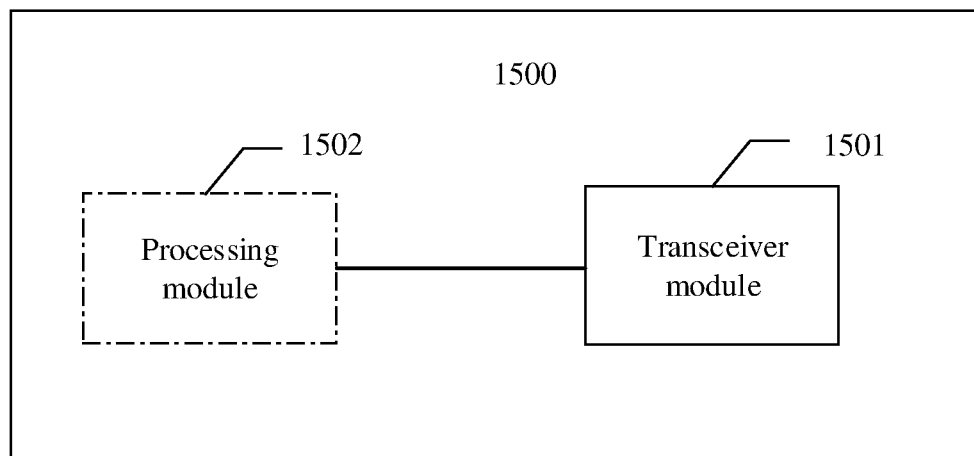 1500
1502
1501
Processing
module
Transceiver
module